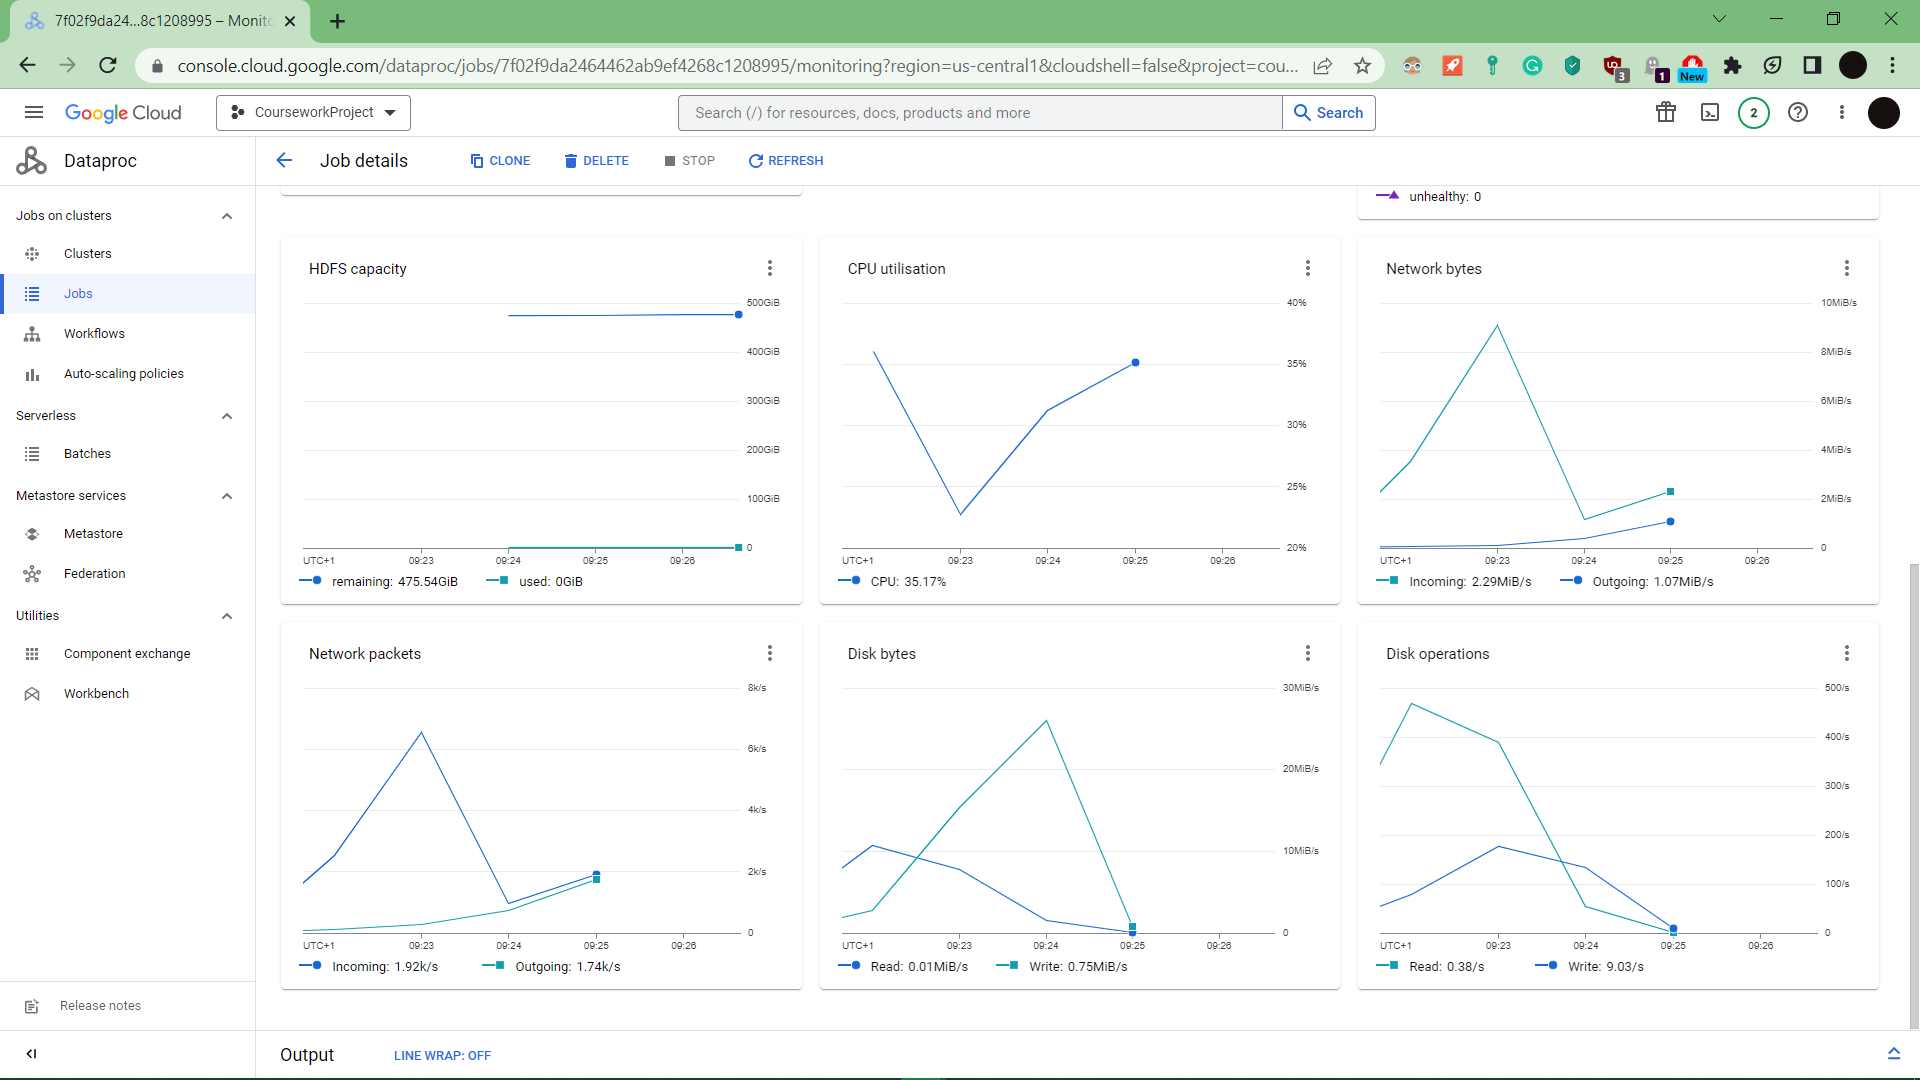 7f02f9da24...8c1208995 – Monito
console.cloud.google.com/dataproc/jobs/7f02f9da2464462ab9ef4268c1208995/monitoring?region=us-central1&cloudshell=false&project=cou...
3
1
New
Google Cloud
CourseworkProject
Search (/) for resources, docs, products and more
Search
2
Dataproc
Job details
CLONE
DELETE
STOP
REFRESH
Jobs on clusters
Clusters
Jobs
Workflows
Auto-scaling policies
Serverless
Batches
Metastore services
Metastore
Federation
Utilities
Component exchange
Workbench
Release notes
unhealthy: 0
HDFS capacity
500GiB
400GiB
300GiB
200GiB
100GiB
0
UTC+1 09:23 09:24 09:25 09:26
remaining: 475.54GiB used: 0GiB
CPU utilisation
40%
35%
30%
25%
20%
UTC+1 09:23 09:24 09:25 09:26
CPU: 35.17%
Network bytes
10MiB/s
8MiB/s
6MiB/s
4MiB/s
2MiB/s
0
UTC+1 09:23 09:24 09:25 09:26
Incoming: 2.29MiB/s Outgoing: 1.07MiB/s
Network packets
8k/s
6k/s
4k/s
2k/s
0
UTC+1 09:23 09:24 09:25 09:26
Incoming: 1.92k/s Outgoing: 1.74k/s
Disk bytes
30MiB/s
20MiB/s
10MiB/s
0
UTC+1 09:23 09:24 09:25 09:26
Read: 0.01MiB/s Write: 0.75MiB/s
Disk operations
500/s
400/s
300/s
200/s
100/s
0
UTC+1 09:23 09:24 09:25 09:26
Read: 0.38/s Write: 9.03/s
Output
LINE WRAP: OFF